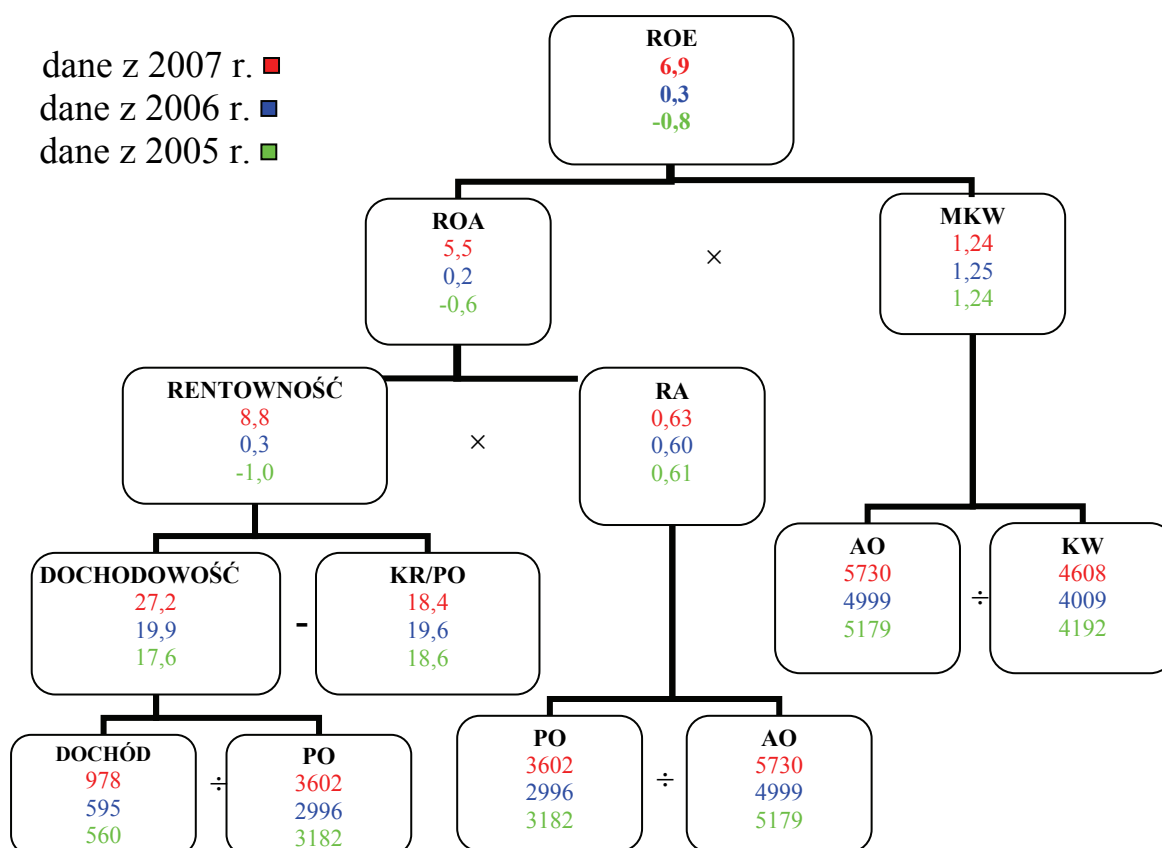 dane z 2007 r.
dane z 2006 r.
dane z 2005 r.
ROE
6,9
0,3
-0,8
ROA
5,5
0,2
-0,6
×
MKW
1,24
1,25
1,24
RENTOWNOŚĆ
8,8
0,3
-1,0
×
RA
0,63
0,60
0,61
DOCHODOWOŚĆ
27,2
19,9
17,6
-
KR/PO
18,4
19,6
18,6
AO
5730
4999
5179
÷
KW
4608
4009
4192
DOCHÓD
978
595
560
÷
PO
3602
2996
3182
PO
3602
2996
3182
÷
AO
5730
4999
5179